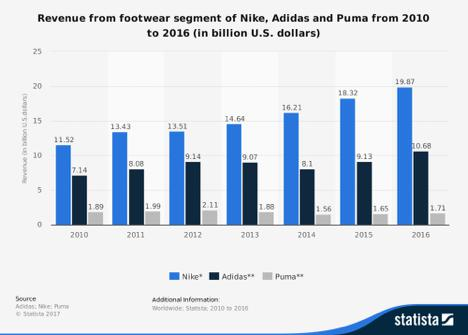 Revenue from footwear segment of Nike, Adidas and Puma from 2010
to 2016 (in billion U.S. dollars)
Revenue (in billion U.S.dollars)
25
20
15
10
5
0
11.52
7.14
1.89
13.43
8.08
1.99
13.51
9.14
2.11
14.64
9.07
1.88
16.21
8.1
1.56
18.32
9.13
1.65
19.87
10.68
1.71
2010 2011 2012 2013 2014 2015 2016
Nike* Adidas** Puma**
Source
Adidas; Nike; Puma
© Statista 2017
Additional Information:
Worldwide; Statista; 2010 to 2016
statista